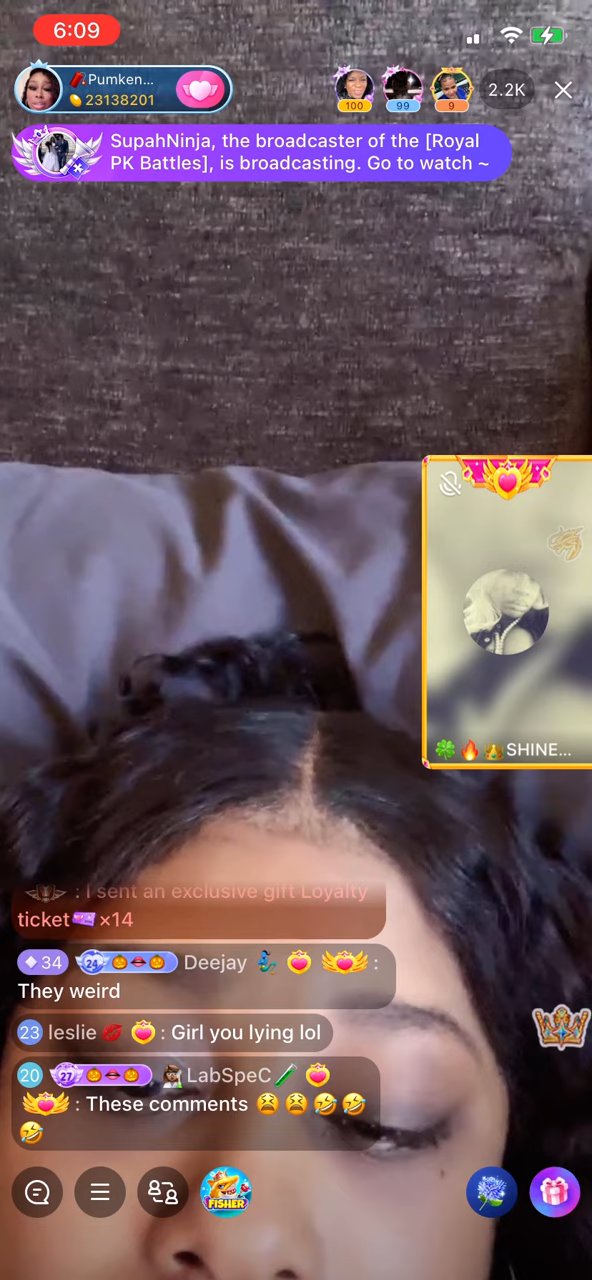 6:09
Pumken...
23138201
100
99
9
2.2K
SupahNinja, the broadcaster of the [Royal
PK Battles], is broadcasting. Go to watch ~
SHINE...
: I sent an exclusive gift Loyalty
ticket ×14
34 24 Deejay :
They weird
23 leslie : Girl you lying lol
20 27 LabSpeC
: These comments
FISHER